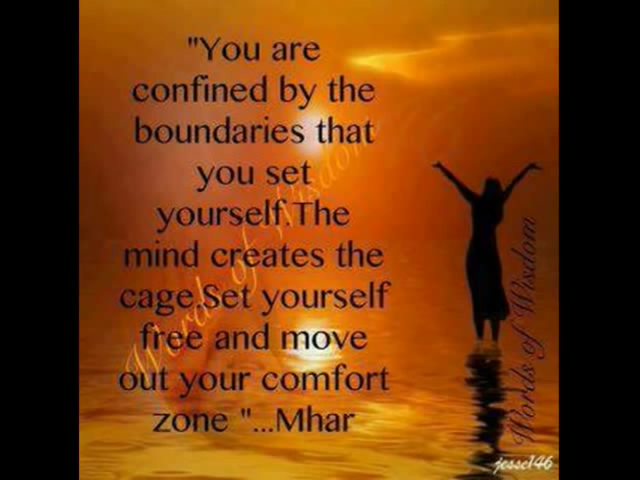 "You are
confined by the
boundaries that
you set
yourself.The
mind creates the
cage.Set yourself
free and move
out your comfort
zone "...Mhar
Words of Wisdom
Words of Wisdom
jesse146